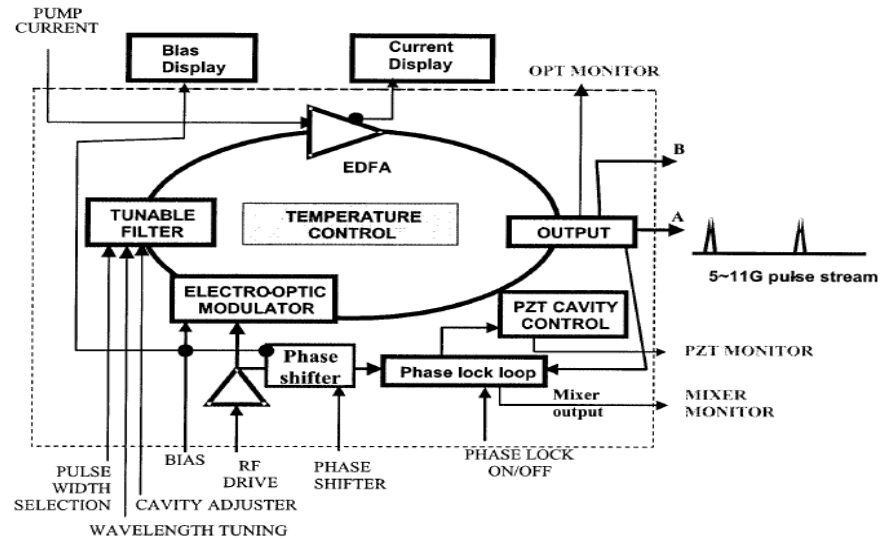 PUMP
CURRENT
Bias
Display
Current
Display
OPT MONITOR
EDFA
B
A
TUNABLE
FILTER
TEMPERATURE
CONTROL
OUTPUT
5~11G pulse stream
ELECTRO-OPTIC
MODULATOR
PZT CAVITY
CONTROL
Phase
shifter
Phase lock loop
PZT MONITOR
Mixer
output
MIXER
MONITOR
BIAS
RF
DRIVE
PHASE
SHIFTER
PHASE LOCK
ON/OFF
PULSE
WIDTH
SELECTION
CAVITY ADJUSTER
WAVELENGTH TUNING